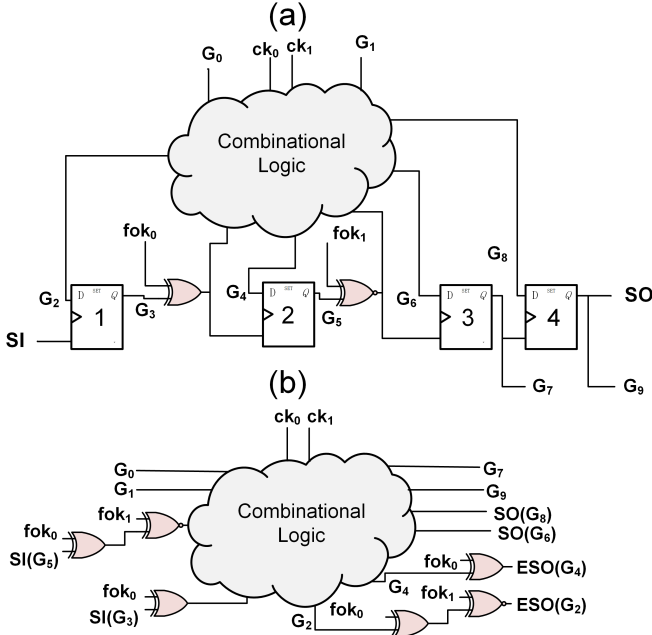 (a)
G0 ck0 ck1 G1
Combinational
Logic
fok0 fok1
G8
D SET Q
G2 1 G3
D SET Q
G4 2 G5
D SET Q
G6 3
D SET Q
4 SO
SI
G7 G9
(b)
ck0 ck1
G0 G7
G1 G9
Combinational
Logic
fok1
SO(G8)
fok0
SI(G5)
SO(G6)
fok0 ESO(G4)
G4
fok0
SI(G3)
fok1
G2 fok0 ESO(G2)